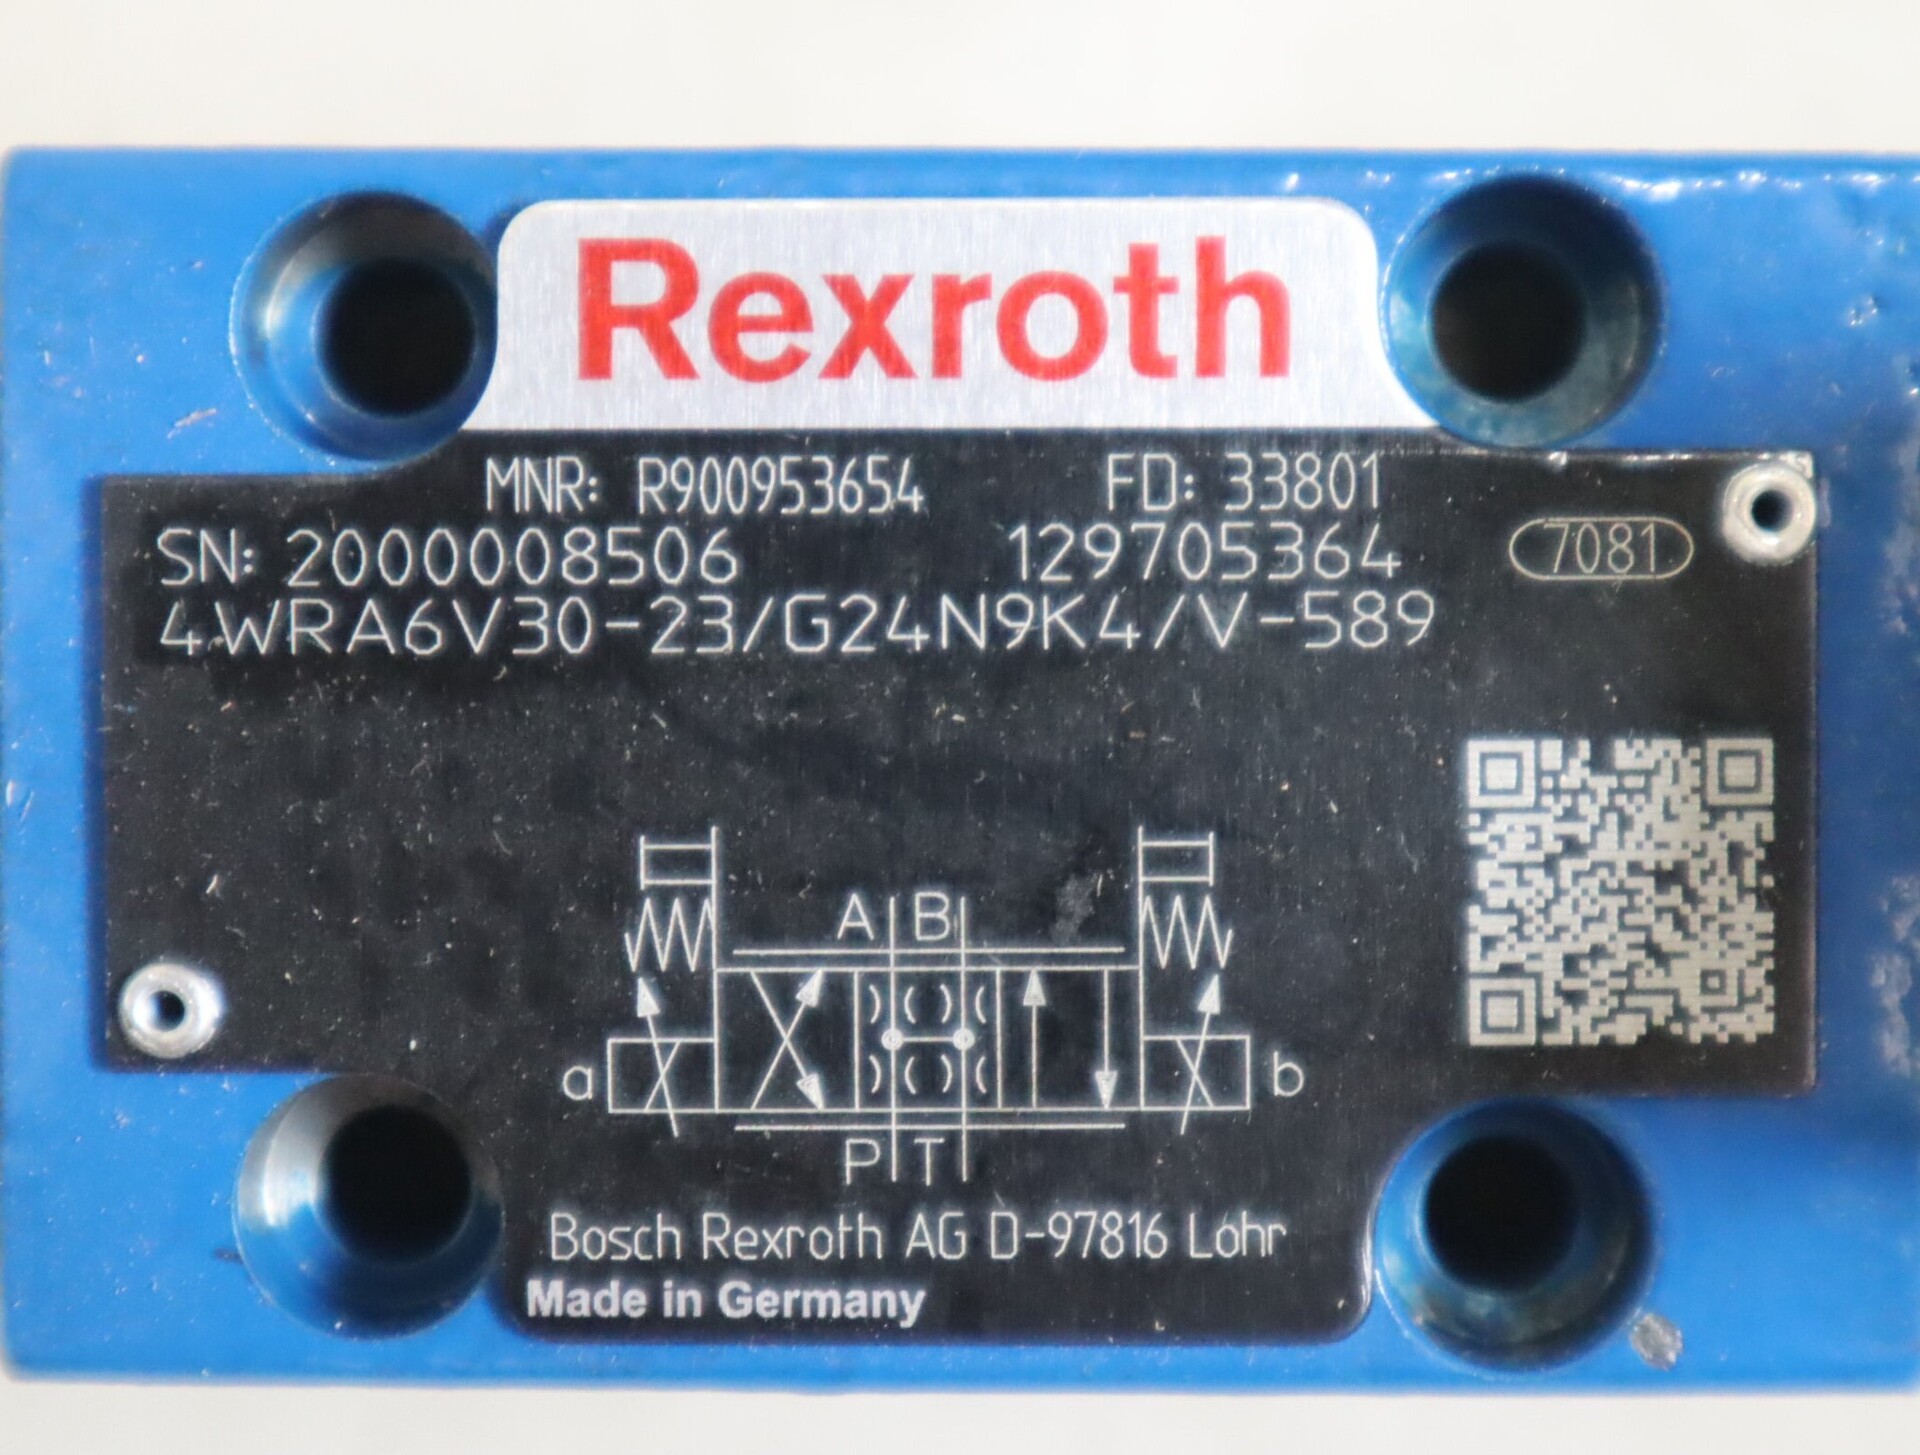 Rexroth
MNR: R900953654 FD: 33801
SN: 2000008506 129705364 7081
4WRA6V30-23/G24N9K4/V-589
A B
a b
P T
Bosch Rexroth AG D-97816 Lohr
Made in Germany